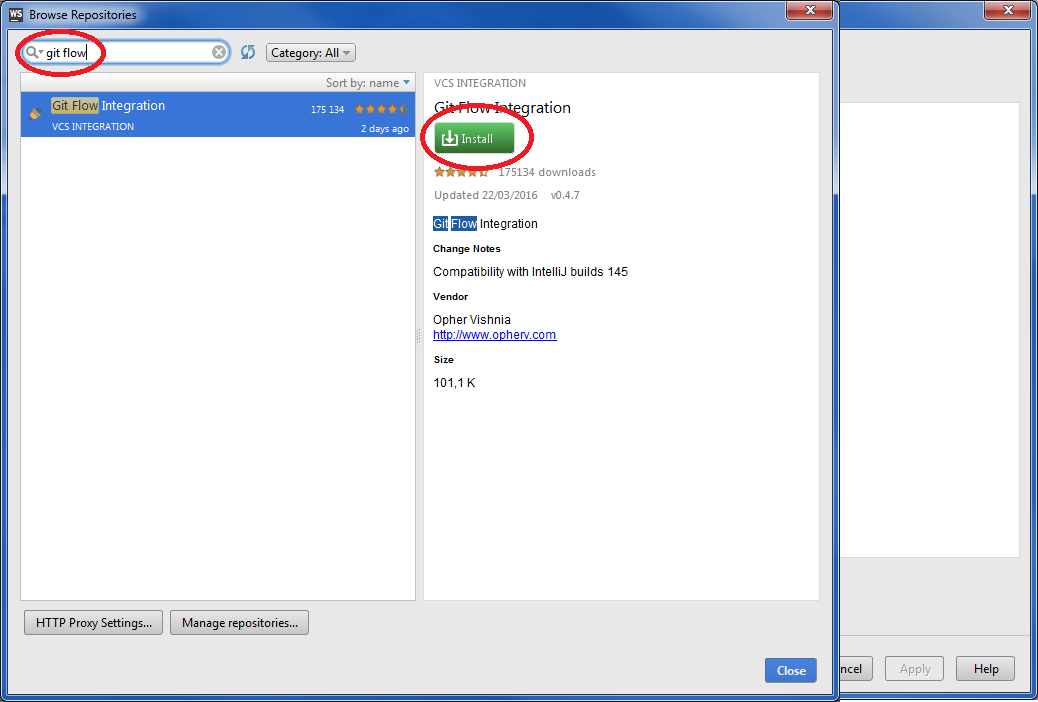 WS Browse Repositories
git flow
Category: All
Sort by: name
Git Flow Integration
175 134
VCS INTEGRATION
2 days ago
VCS INTEGRATION
Git Flow Integration
Install
175134 downloads
Updated 22/03/2016 v0.4.7
Git Flow Integration
Change Notes
Compatibility with IntelliJ builds 145
Vendor
Opher Vishnia
http://www.opherv.com
Size
101,1 K
HTTP Proxy Settings...
Manage repositories...
Close
ncel
Apply
Help